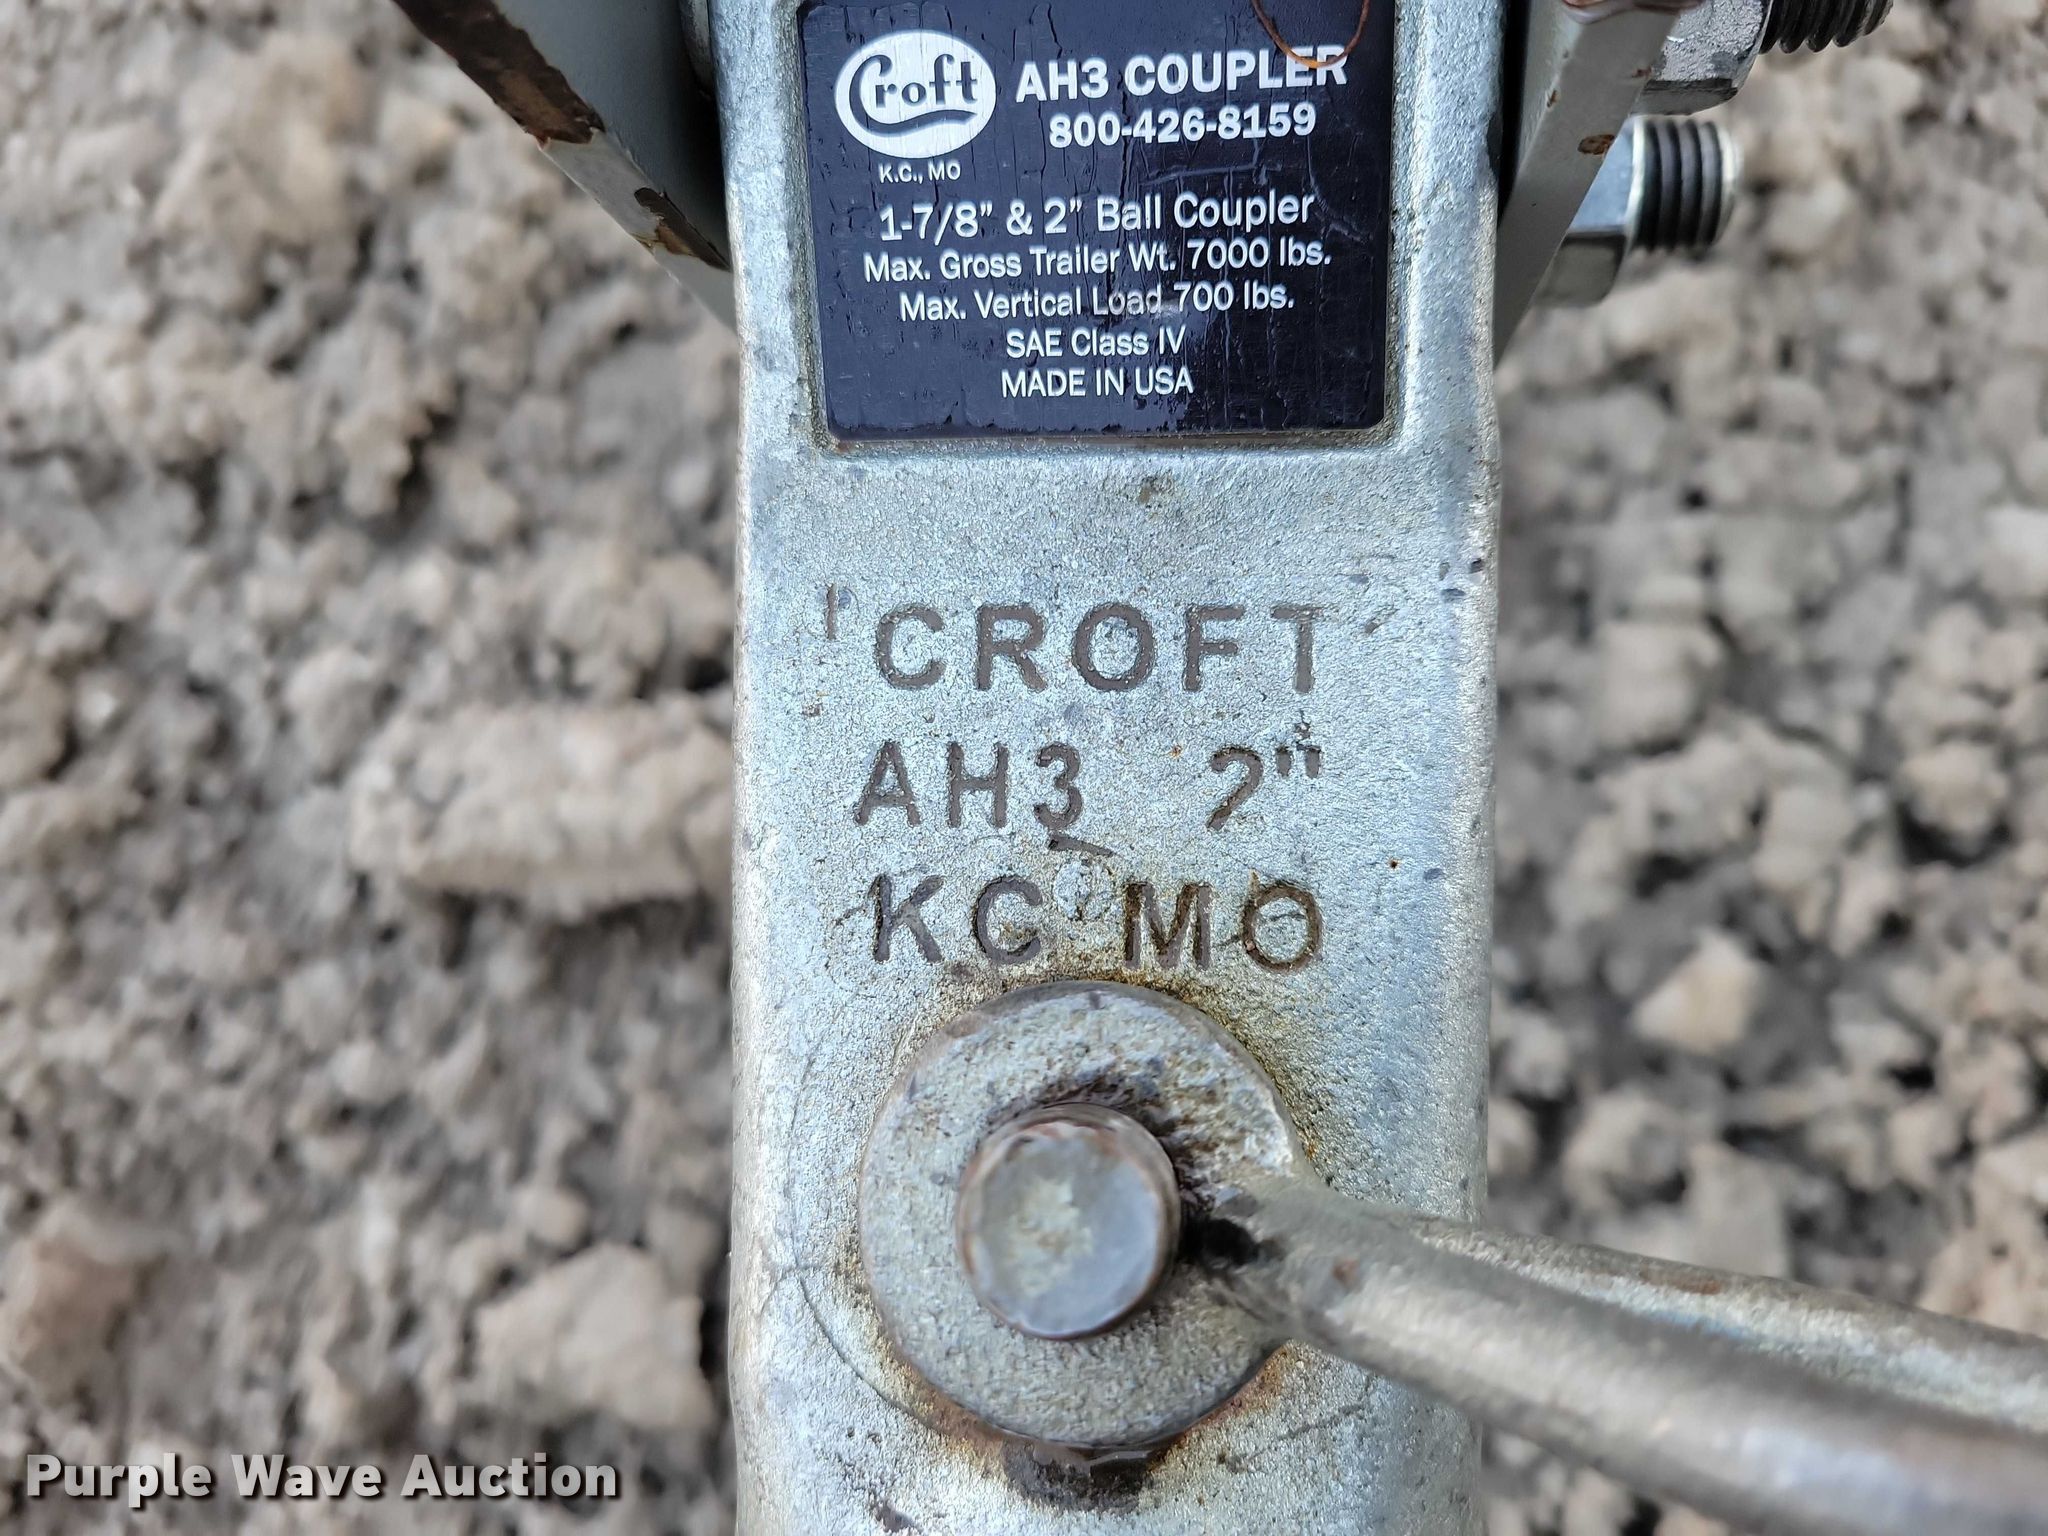 Croft AH3 COUPLER
800-426-8159
K.C., MO
1-7/8” & 2” Ball Coupler
Max. Gross Trailer Wt. 7000 lbs.
Max. Vertical Load 700 lbs.
SAE Class IV
MADE IN USA
CROFT
AH3 2"
KC MO
Purple Wave Auction